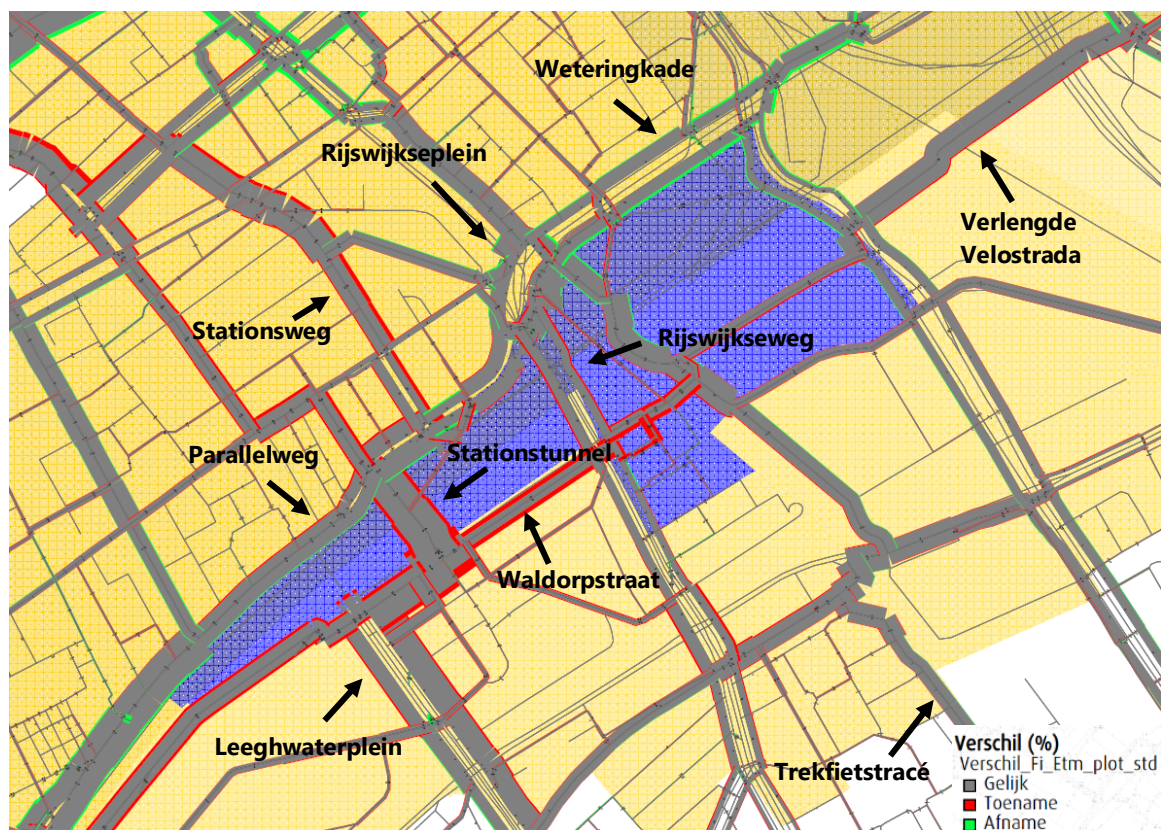 Weteringkade
Rijswijkseplein
Verlengde
Velostrada
Stationsweg
Rijswijkseweg
Parallelweg
Stationstunnel
Waldorpstraat
Leeghwaterplein
Trekfietstracé
Verschil (%)
Verschil_Fi_Etm_plot_std
Gelijk
Toename
Afname